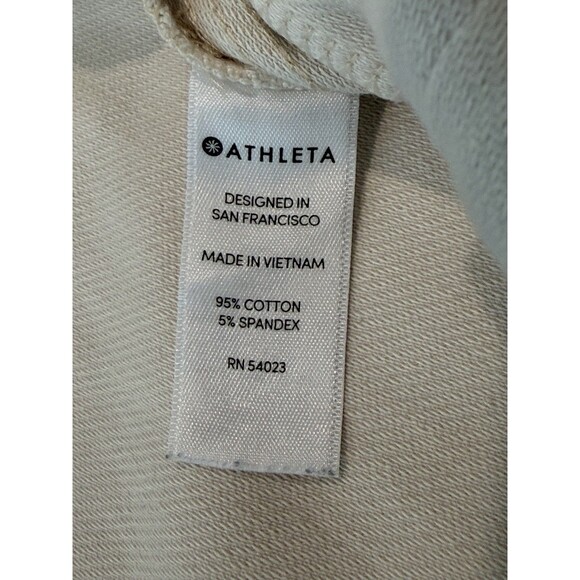 ATHLETA
DESIGNED IN
SAN FRANCISCO
MADE IN VIETNAM
95% COTTON
5% SPANDEX
RN 54023